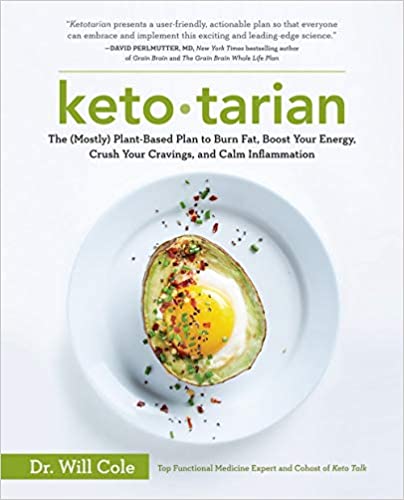 "Ketotarian presents a user-friendly, actionable plan so that everyone
can embrace and implement this exciting and leading-edge science."
—DAVID PERLMUTTER, MD, New York Times bestselling author
of Grain Brain and The Grain Brain Whole Life Plan
keto•tarian
The (Mostly) Plant-Based Plan to Burn Fat, Boost Your Energy,
Crush Your Cravings, and Calm Inflammation
Dr. Will Cole
Top Functional Medicine Expert and Cohost of Keto Talk